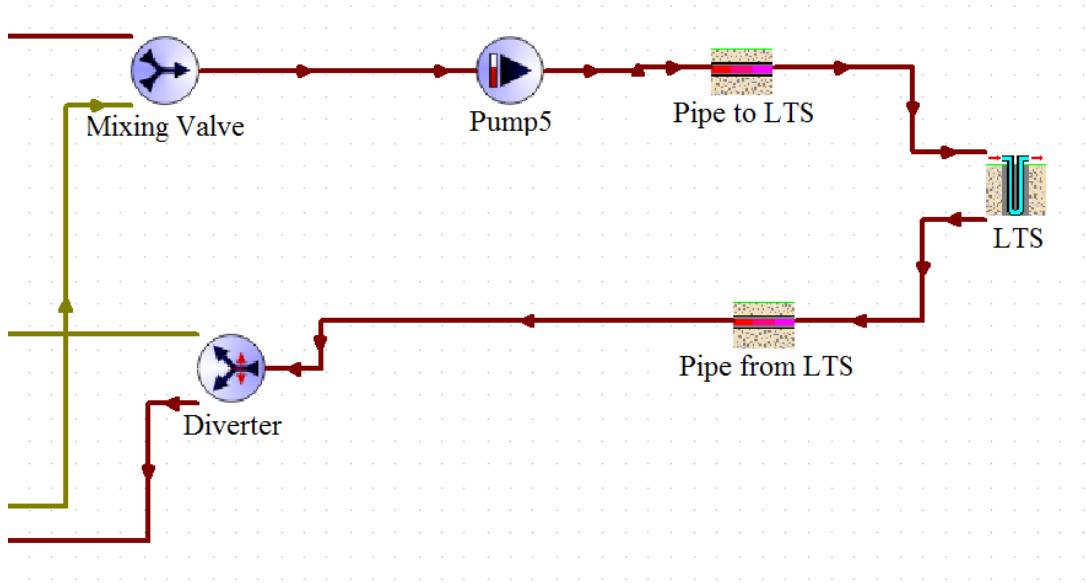 Mixing Valve
Pump5
Pipe to LTS
LTS
Pipe from LTS
Diverter